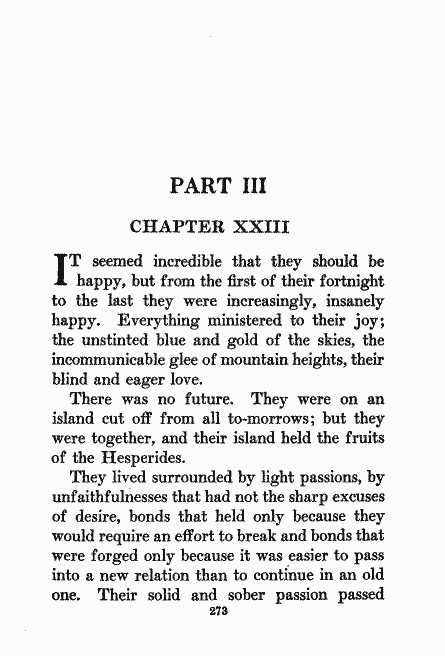 PART III
CHAPTER XXIII
IT seemed incredible that they should be
happy, but from the first of their fortnight
to the last they were increasingly, insanely
happy. Everything ministered to their joy;
the unstinted blue and gold of the skies, the
incommunicable glee of mountain heights, their
blind and eager love.
There was no future. They were on an
island cut off from all to-morrows; but they
were together, and their island held the fruits
of the Hesperides.
They lived surrounded by light passions, by
unfaithfulnesses that had not the sharp excuses
of desire, bonds that held only because they
would require an effort to break and bonds that
were forged only because it was easier to pass
into a new relation than to continue in an old
one. Their solid and sober passion passed
273